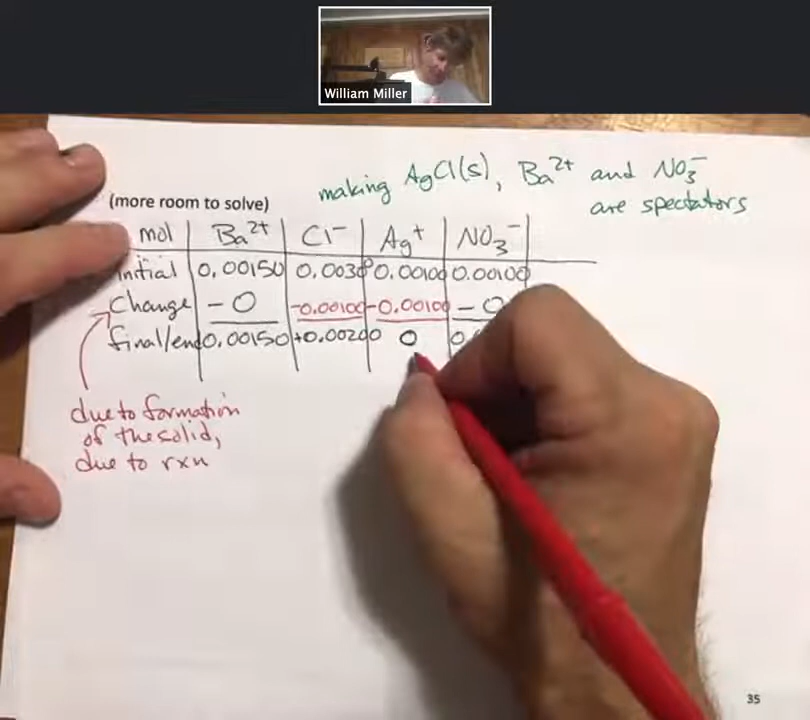 William Miller
making AgCl(s), Ba²⁺ and NO₃⁻
are spectators
(more room to solve)
mol Ba²⁺ Cl⁻ Ag⁺ NO₃⁻
initial 0.00150 0.00300 0.00100 0.00100
Change -0 -0.00100 -0.00100 -0
final/end 0.00150 +0.00200 0
due to formation
of the solid,
due to rxn
35